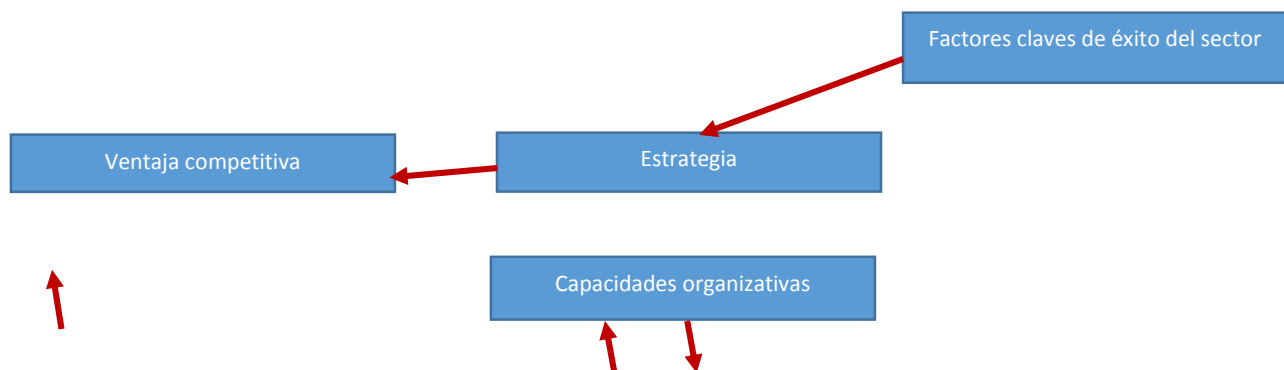 Factores claves de éxito del sector
Ventaja competitiva
Estrategia
Capacidades organizativas